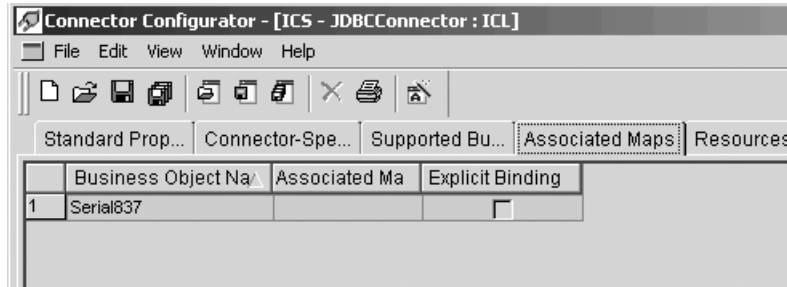 Connector Configurator - [ICS - JDBCConnector : ICL]
File Edit View Window Help
Standard Prop... Connector-Spe... Supported Bu... Associated Maps Resources
Business Object Na Associated Ma Explicit Binding
1 Serial837